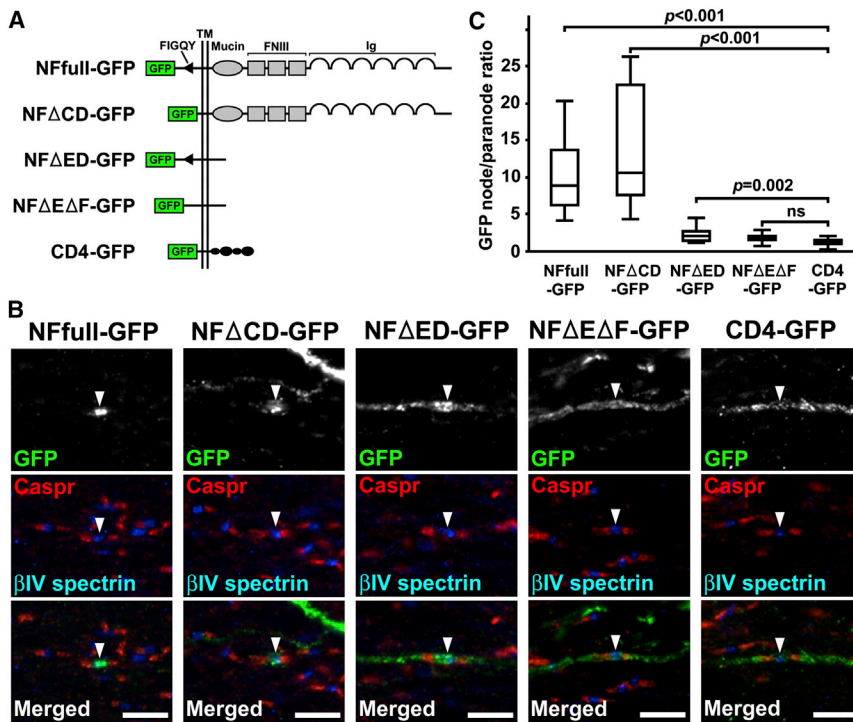 A
TM
FIGQY
Mucin
FNIII
Ig
NFfull-GFP
GFP
NFΔCD-GFP
GFP
NFΔED-GFP
GFP
NFΔEΔF-GFP
GFP
CD4-GFP
GFP
C
GFP node/paranode ratio
25
20
15
10
5
0
p<0.001
p<0.001
p=0.002
ns
NFfull -GFP
NFΔCD -GFP
NFΔED -GFP
NFΔEΔF -GFP
CD4 -GFP
B
NFfull-GFP NFΔCD-GFP NFΔED-GFP NFΔEΔF-GFP CD4-GFP
GFP GFP GFP GFP GFP
Caspr Caspr Caspr Caspr Caspr
βIV spectrin βIV spectrin βIV spectrin βIV spectrin βIV spectrin
Merged Merged Merged Merged Merged